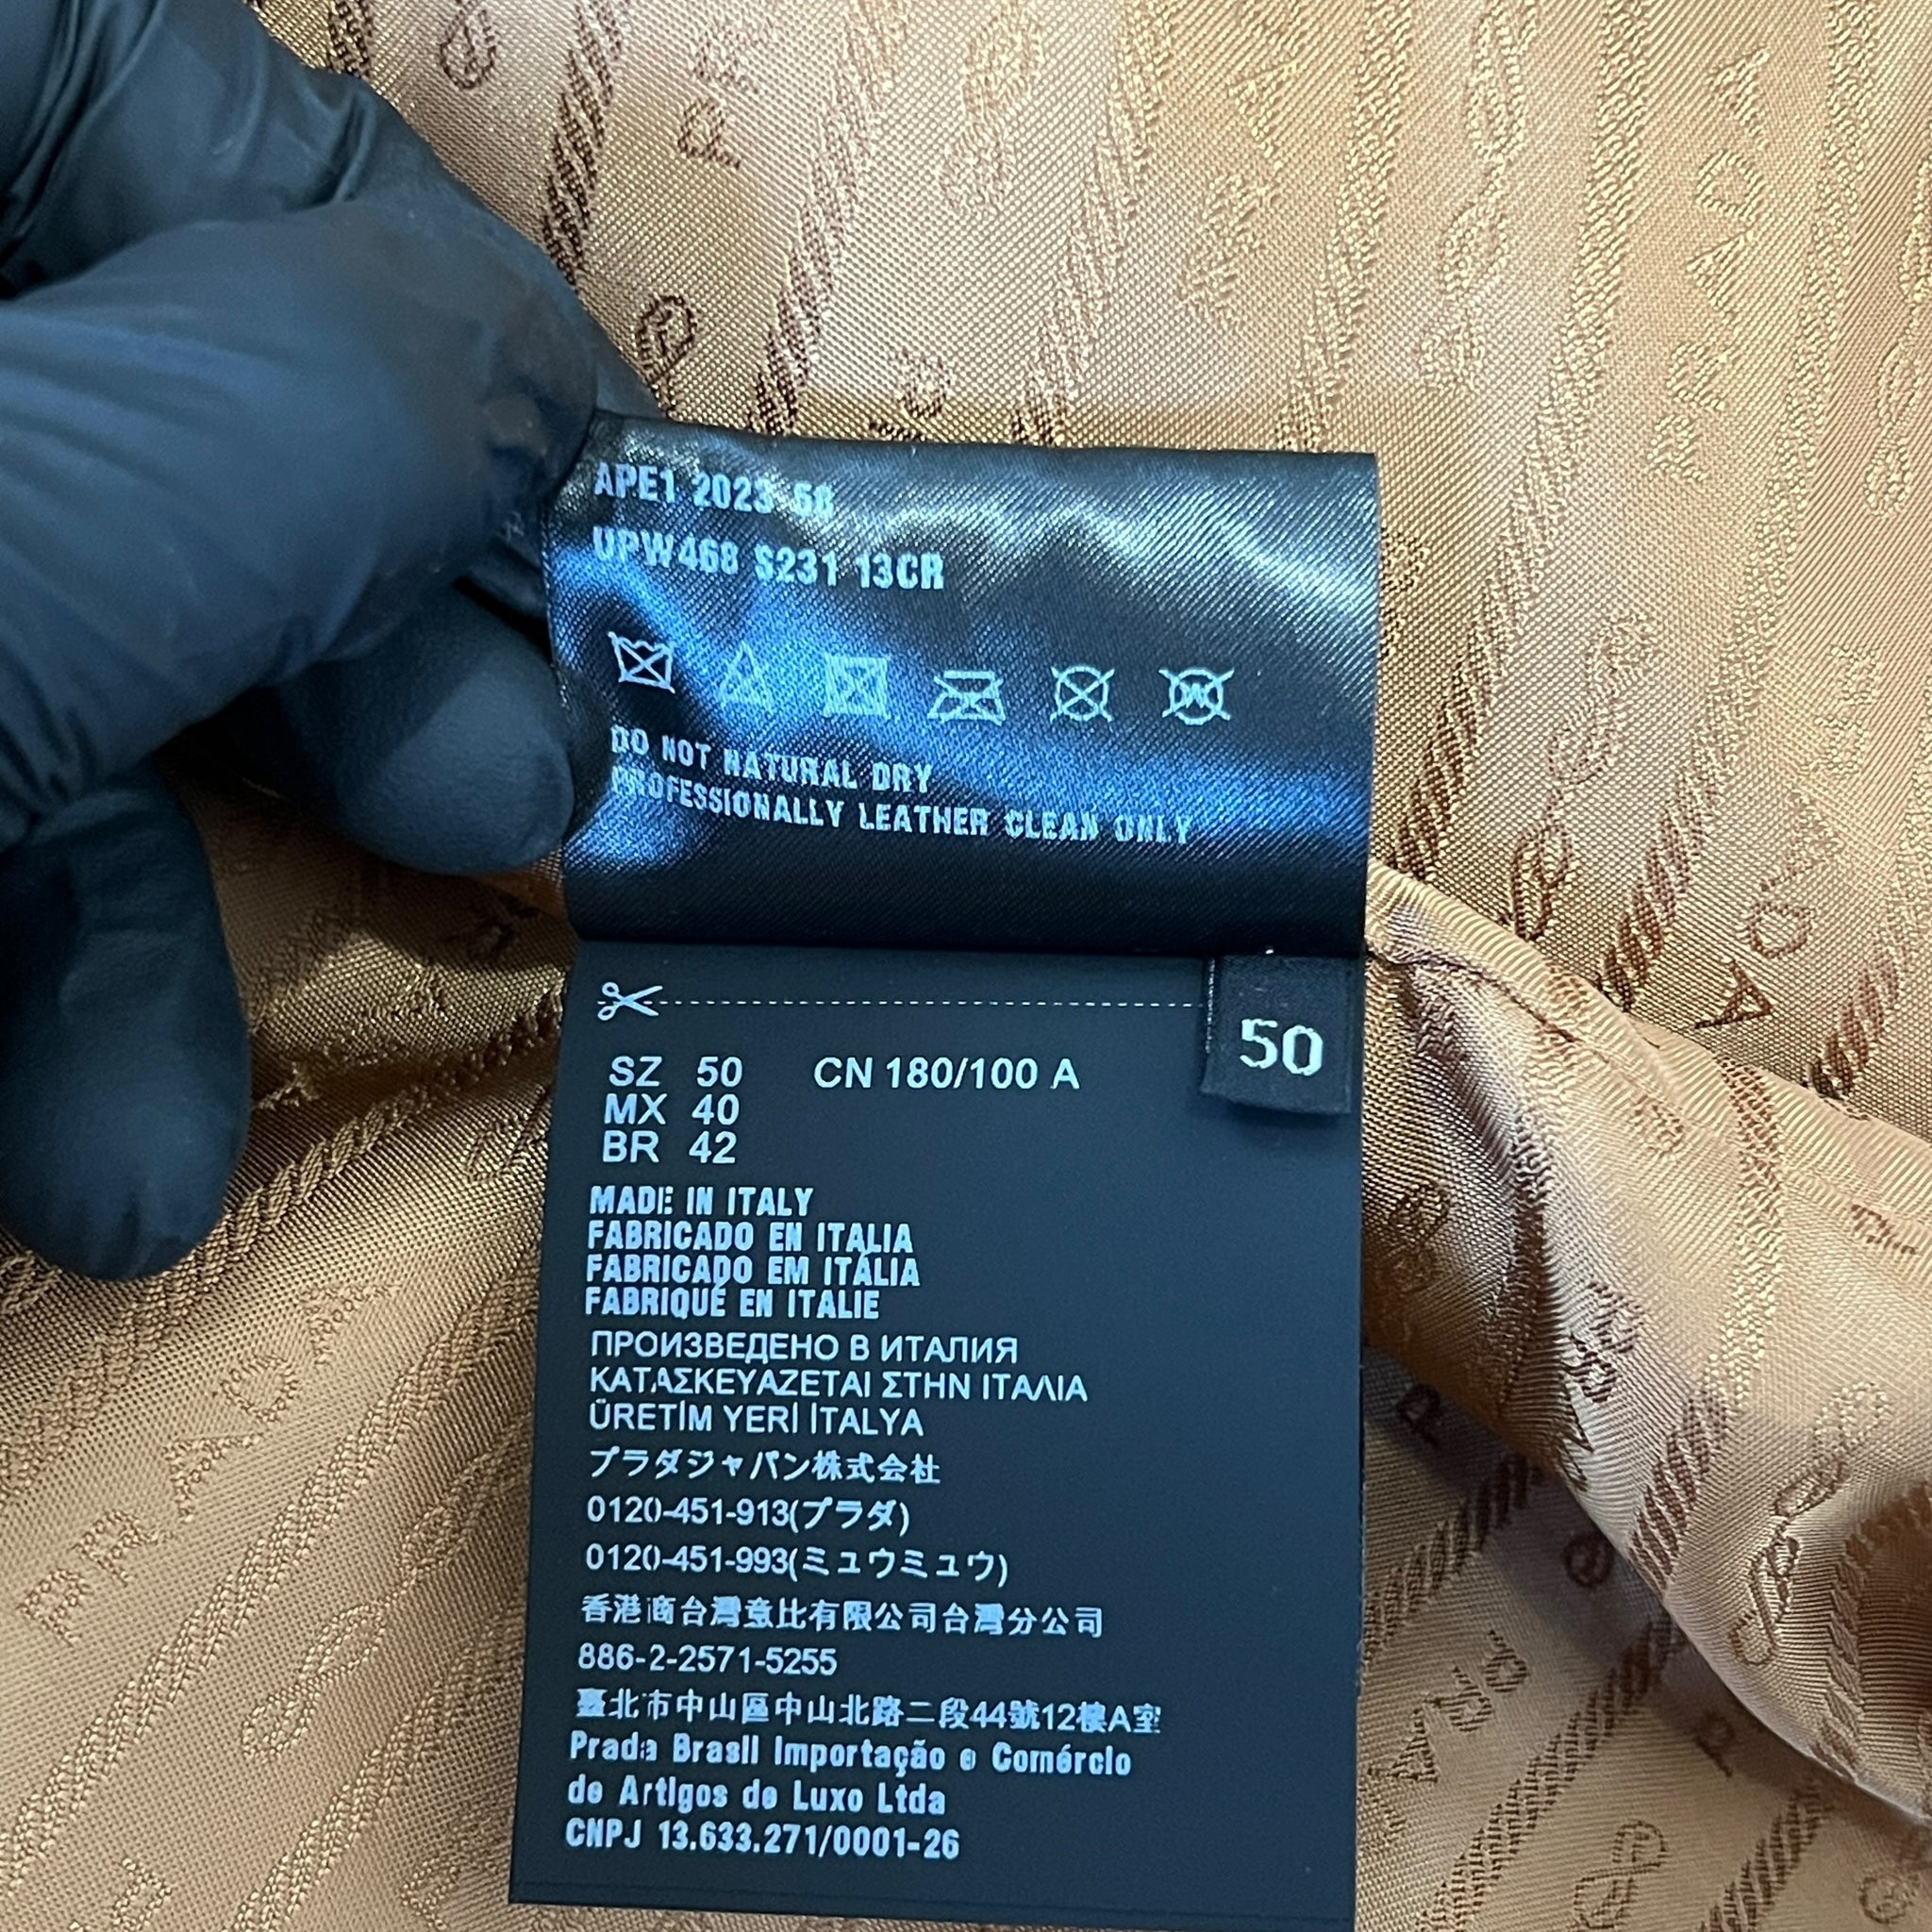 APE1 2023 58
UPW468 S231 13CR
DO NOT NATURAL DRY
PROFESSIONALLY LEATHER CLEAN ONLY
50
SZ 50 CN 180/100 A
MX 40
BR 42
MADE IN ITALY
FABRICADO EN ITALIA
FABRICADO EM ITÁLIA
FABRIQUÉ EN ITALIE
ПРОИЗВЕДЕНО В ИТАЛИЯ
ΚΑΤΑΣΚΕΥΑΖΕΤΑΙ ΣΤΗΝ ΙΤΑΛΙΑ
ÜRETİM YERİ İTALYA
プラダジャパン株式会社
0120-451-913(プラダ)
0120-451-993(ミュウミュウ)
香港商台灣意比有限公司台灣分公司
886-2-2571-5255
臺北市中山區中山北路二段44號12樓A室
Prada Brasil Importação e Comércio
de Artigos de Luxo Ltda
CNPJ 13.633.271/0001-26
PRADA
PRADA
PRADA